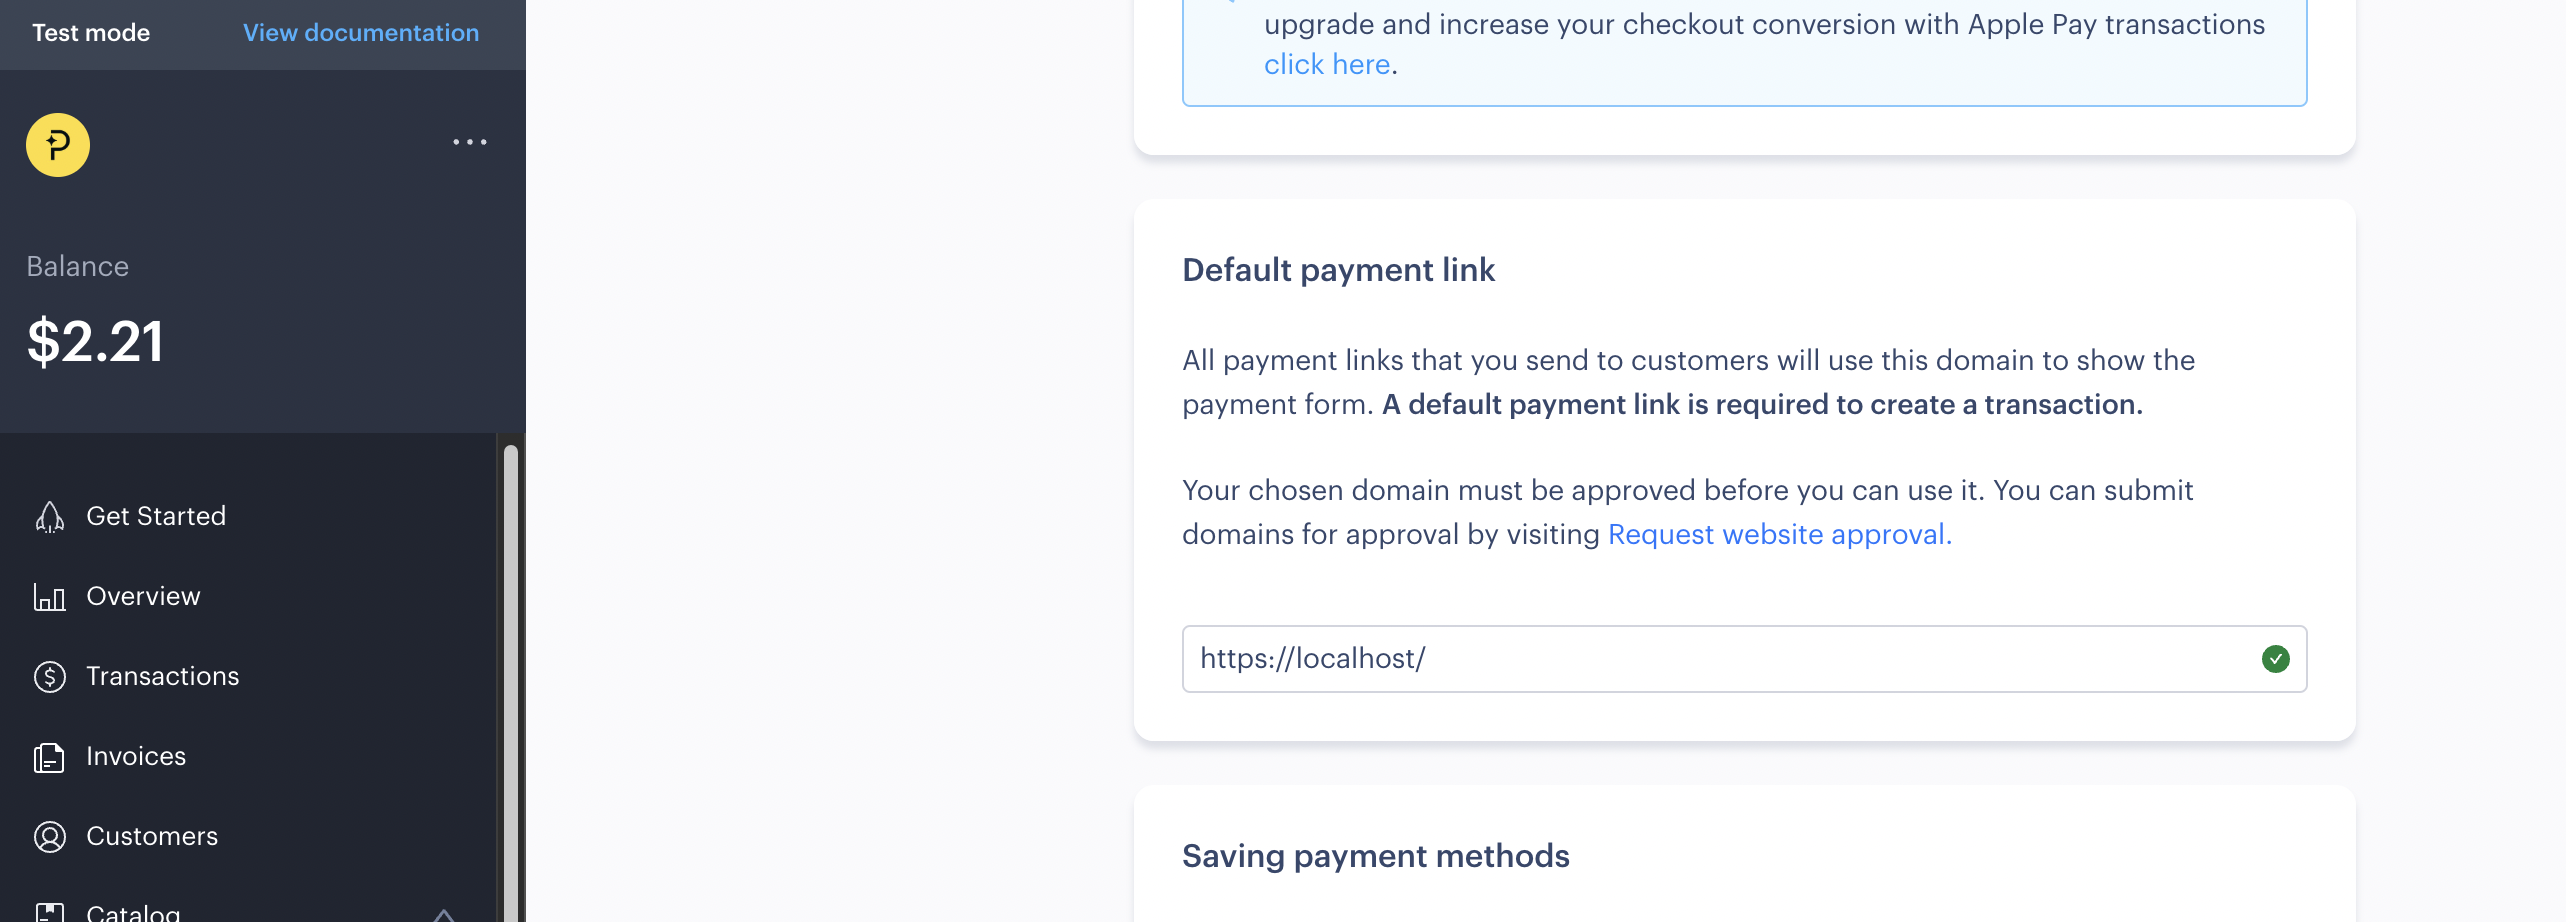 Test mode
View documentation
Balance
$2.21
Get Started
Overview
Transactions
Invoices
Customers
Catalog
upgrade and increase your checkout conversion with Apple Pay transactions
click here.
Default payment link
All payment links that you send to customers will use this domain to show the
payment form. A default payment link is required to create a transaction.
Your chosen domain must be approved before you can use it. You can submit
domains for approval by visiting Request website approval.
https://localhost/
Saving payment methods